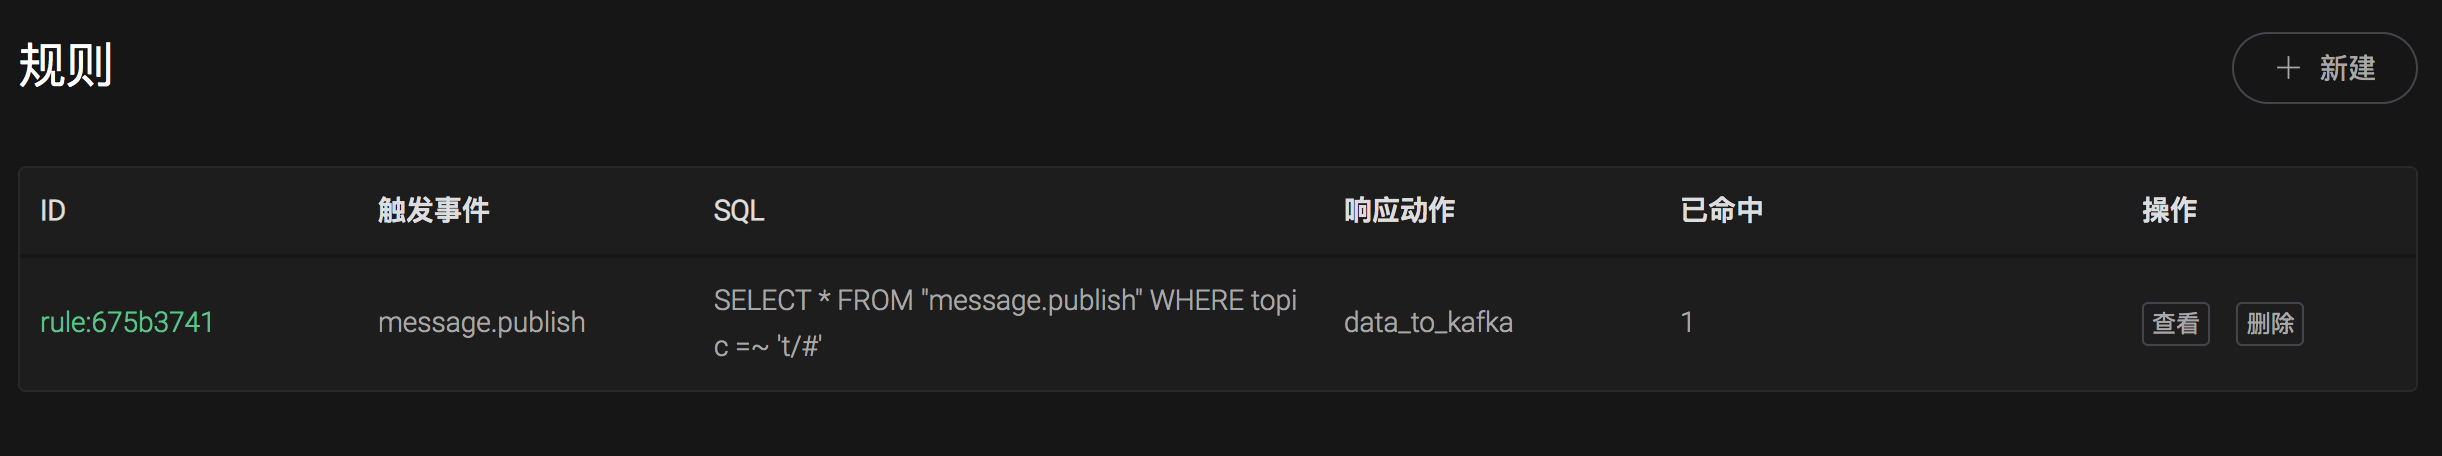 规则
新建
ID 触发事件 SQL 响应动作 已命中 操作
rule:675b3741 message.publish SELECT * FROM "message.publish" WHERE topi data_to_kafka 1 查看 删除
c =~ 't/#'